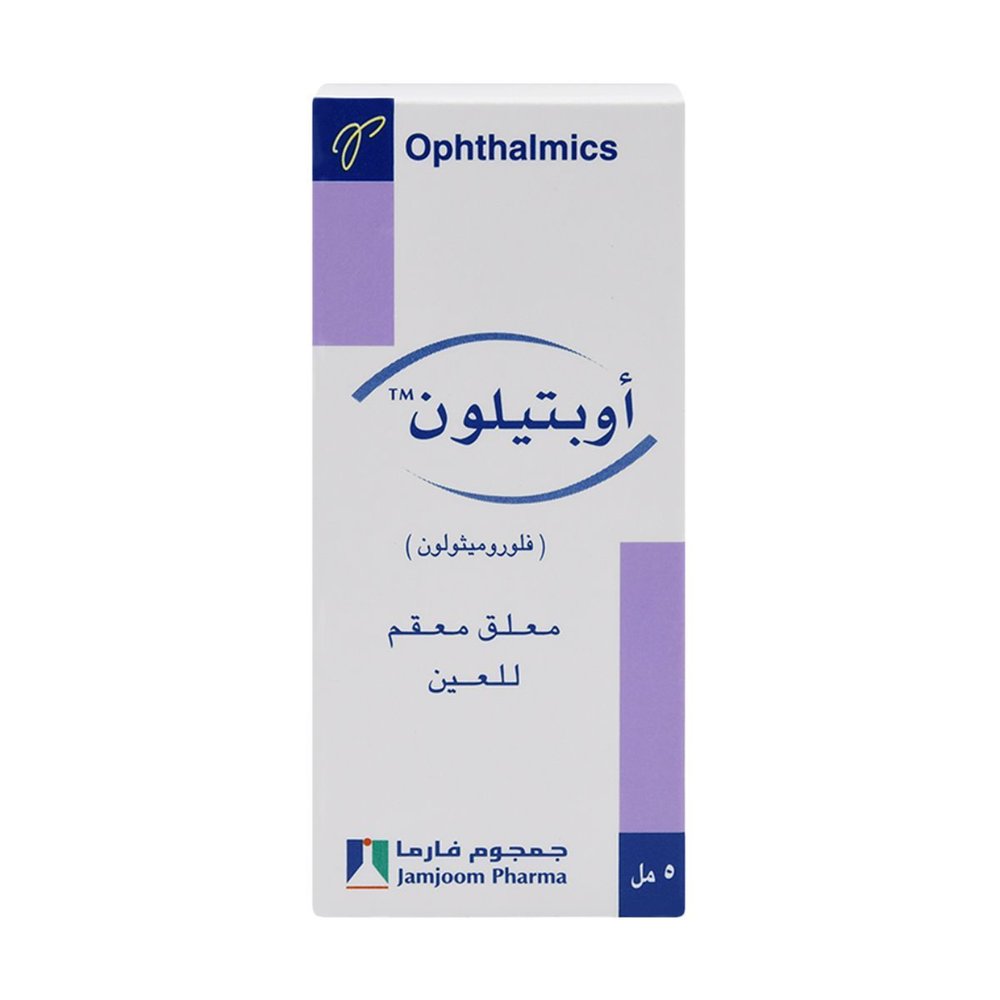 Ophthalmics
أوبتيلون™
(فلوروميثولون)
معلق معقم
للعين
جمجوم فارما
Jamjoom Pharma
٥ مل